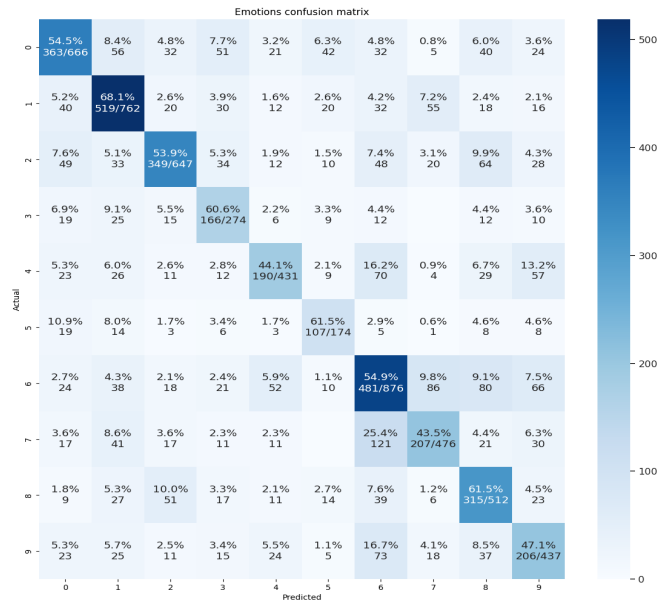 Emotions confusion matrix
54.5% 8.4% 4.8% 7.7% 3.2% 6.3% 4.8% 0.8% 6.0% 3.6%
0 363/666 56 32 51 21 42 32 5 40 24
5.2% 68.1% 2.6% 3.9% 1.6% 2.6% 4.2% 7.2% 2.4% 2.1%
1 40 519/762 20 30 12 20 32 55 18 16
7.6% 5.1% 53.9% 5.3% 1.9% 1.5% 7.4% 3.1% 9.9% 4.3%
2 49 33 349/647 34 12 10 48 20 64 28
6.9% 9.1% 5.5% 60.6% 2.2% 3.3% 4.4% 4.4% 3.6%
3 19 25 15 166/274 6 9 12 12 10
5.3% 6.0% 2.6% 2.8% 44.1% 2.1% 16.2% 0.9% 6.7% 13.2%
4 23 26 11 12 190/431 9 70 4 29 57
Actual
10.9% 8.0% 1.7% 3.4% 1.7% 61.5% 2.9% 0.6% 4.6% 4.6%
5 19 14 3 6 3 107/174 5 1 8 8
2.7% 4.3% 2.1% 2.4% 5.9% 1.1% 54.9% 9.8% 9.1% 7.5%
6 24 38 18 21 52 10 481/876 86 80 66
3.6% 8.6% 3.6% 2.3% 2.3% 25.4% 43.5% 4.4% 6.3%
7 17 41 17 11 11 121 207/476 21 30
1.8% 5.3% 10.0% 3.3% 2.1% 2.7% 7.6% 1.2% 61.5% 4.5%
8 9 27 51 17 11 14 39 6 315/512 23
5.3% 5.7% 2.5% 3.4% 5.5% 1.1% 16.7% 4.1% 8.5% 47.1%
9 23 25 11 15 24 5 73 18 37 206/437
0 1 2 3 4 5 6 7 8 9
Predicted
500
400
300
200
100
0